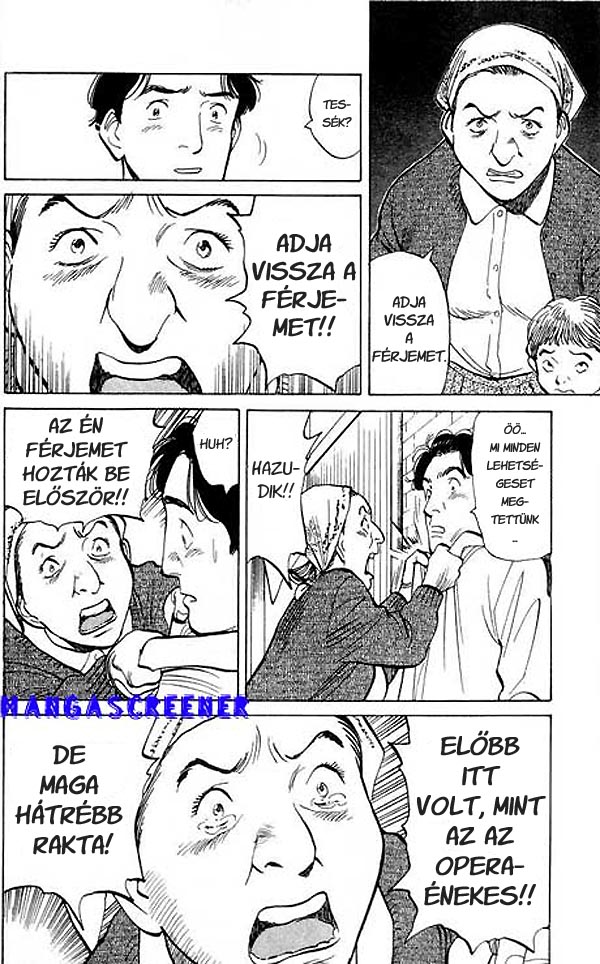 ADJA
VISSZA
A
FÉRJEMET.
TES-
SÉK?
ADJA
VISSZA A
FÉRJE-
MET!!
ÖÖ...
MI MINDEN
LEHETSÉ-
GESET
MEG-
TETTÜNK
..
HAZU-
DIK!!
HUH?
AZ ÉN
FÉRJEMET
HOZTÁK BE
ELŐSZÖR!!
MANGASCREENER
ELŐBB
ITT
VOLT, MINT
AZ AZ
OPERA-
ÉNEKES!!
DE
MAGA
HÁTRÉBB
RAKTA!